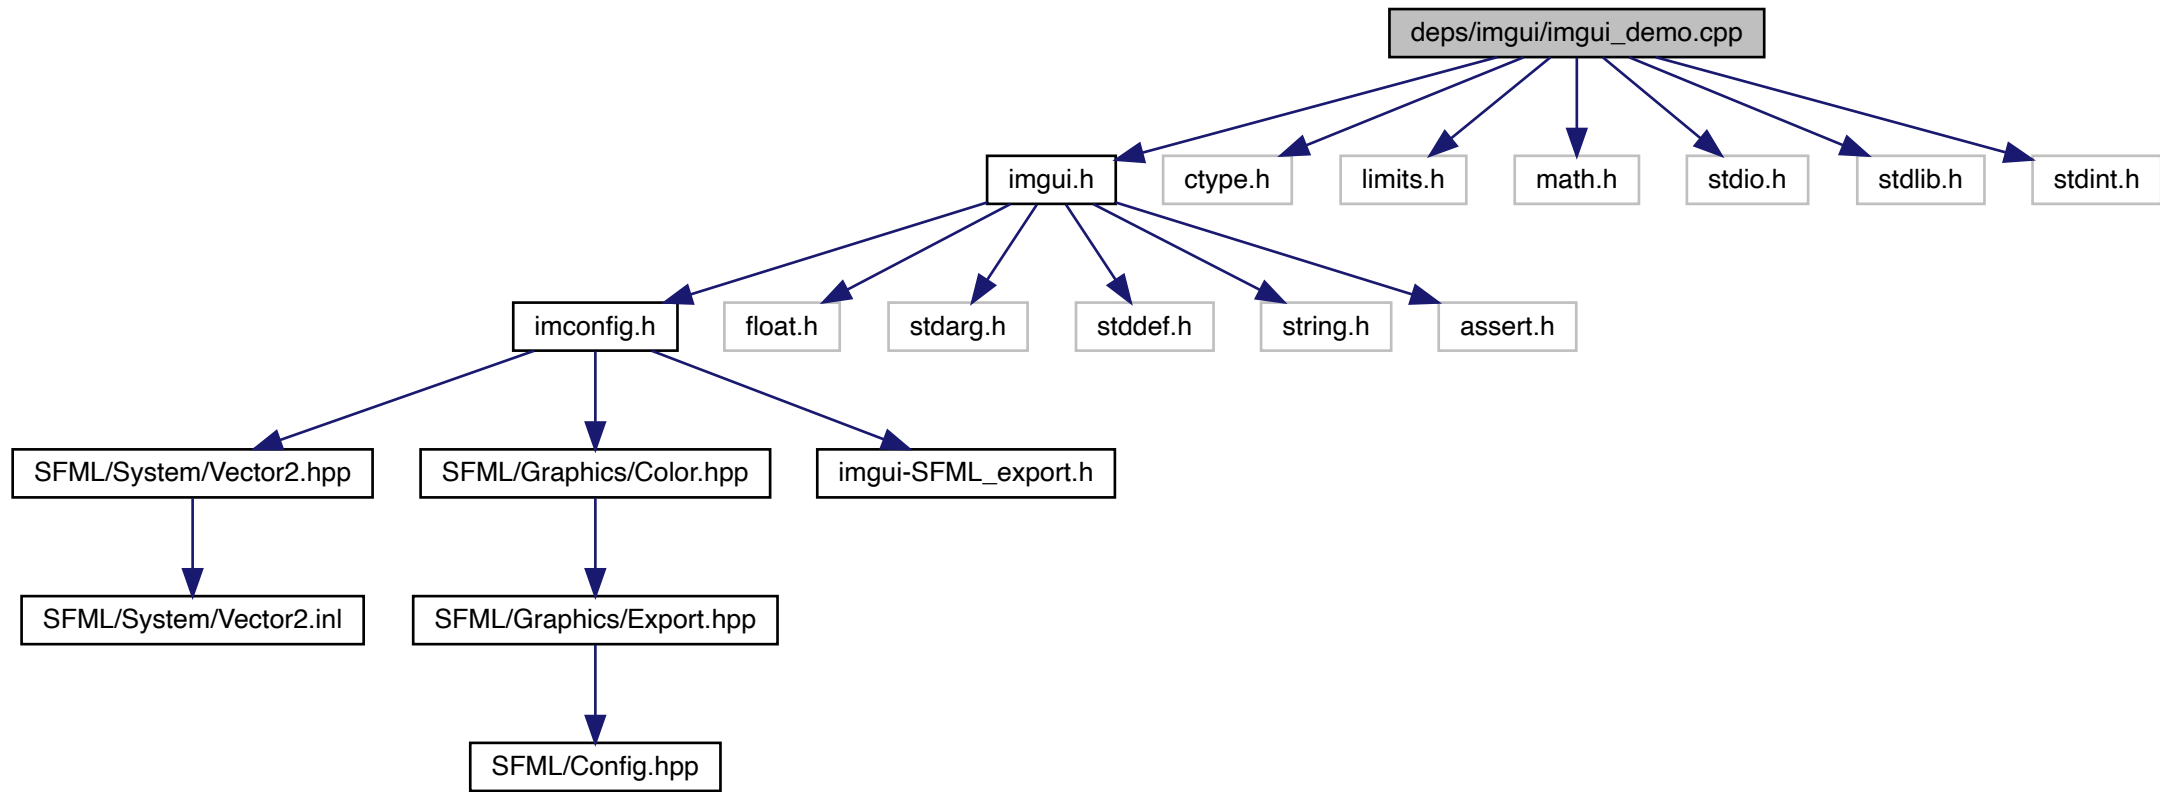 deps/imgui/imgui_demo.cpp
imgui.h
ctype.h
limits.h
math.h
stdio.h
stdlib.h
stdint.h
imconfig.h
float.h
stdarg.h
stddef.h
string.h
assert.h
SFML/System/Vector2.hpp
SFML/Graphics/Color.hpp
imgui-SFML_export.h
SFML/System/Vector2.inl
SFML/Graphics/Export.hpp
SFML/Config.hpp